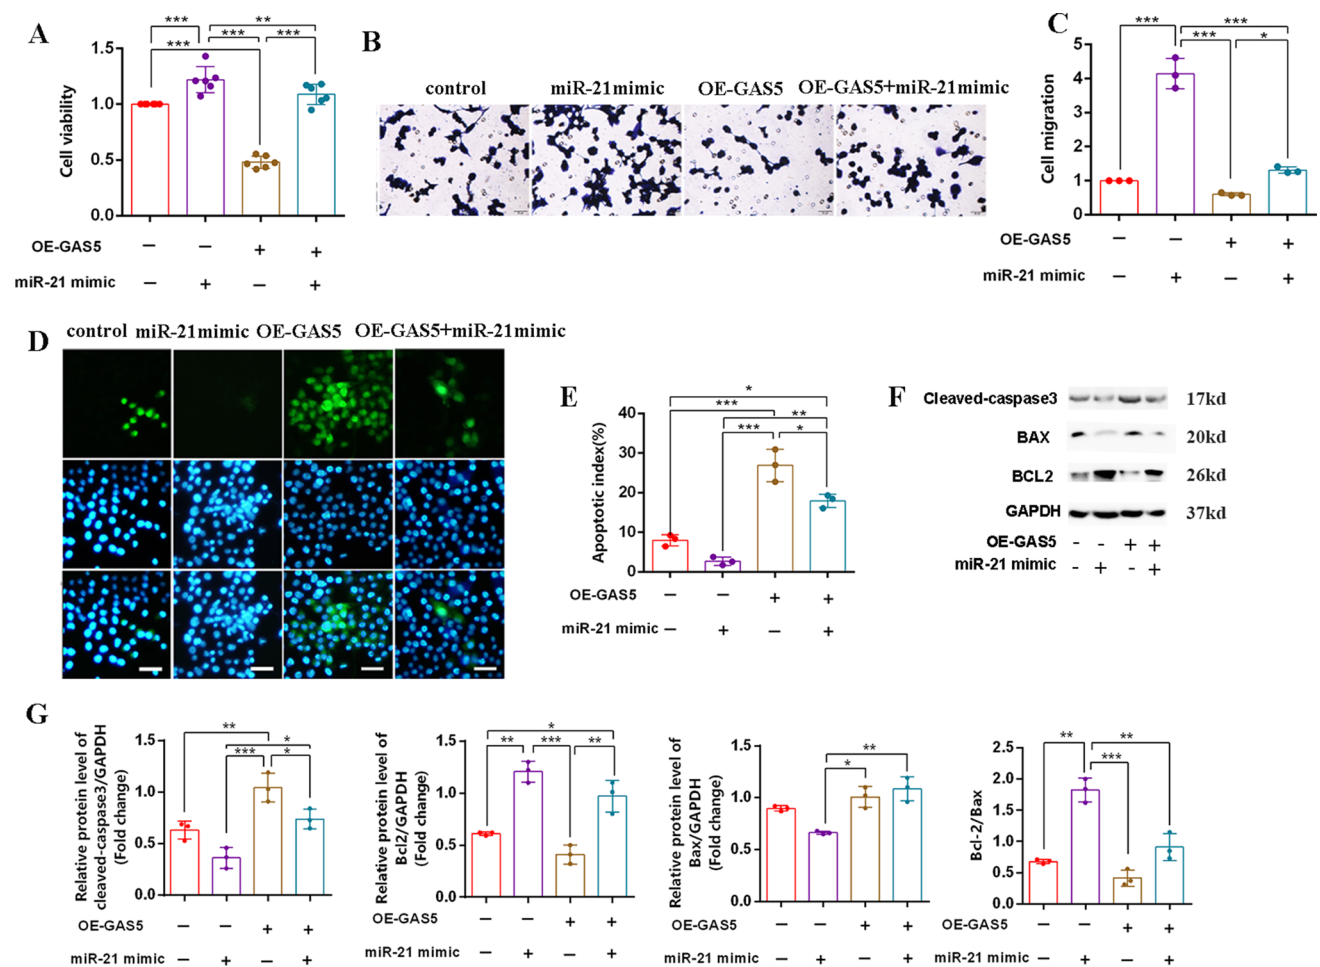 A
Cell viability
1.5
1.0
0.5
0.0
***
***
***
**
***
OE-GAS5 − − + +
miR-21 mimic − + − +
B
control miR-21mimic OE-GAS5 OE-GAS5+miR-21mimic
C
Cell migration
5
4
3
2
1
0
***
***
***
*
OE-GAS5 − − + +
miR-21 mimic − + − +
D
control miR-21mimic OE-GAS5 OE-GAS5+miR-21mimic
E
Apoptotic index(%)
40
30
20
10
0
*
***
**
***
*
OE-GAS5 − − + +
miR-21 mimic − + − +
F
Cleaved-caspase3 17kd
BAX 20kd
BCL2 26kd
GAPDH 37kd
OE-GAS5 - - + +
miR-21 mimic - + - +
G
Relative protein level of
cleaved-caspase3/GAPDH
(Fold change)
1.5
1.0
0.5
0.0
**
*
***
*
OE-GAS5 − − + +
miR-21 mimic − + − +
Relative protein level of
Bcl2/GAPDH
(Fold change)
1.5
1.0
0.5
0.0
*
**
***
**
OE-GAS5 − − + +
miR-21 mimic − + − +
Relative protein level of
Bax/GAPDH
(Fold change)
1.5
1.0
0.5
0.0
**
*
OE-GAS5 − − + +
miR-21 mimic − + − +
Bcl-2/Bax
2.5
2.0
1.5
1.0
0.5
0.0
**
**
***
OE-GAS5 − − + +
miR-21 mimic − + − +